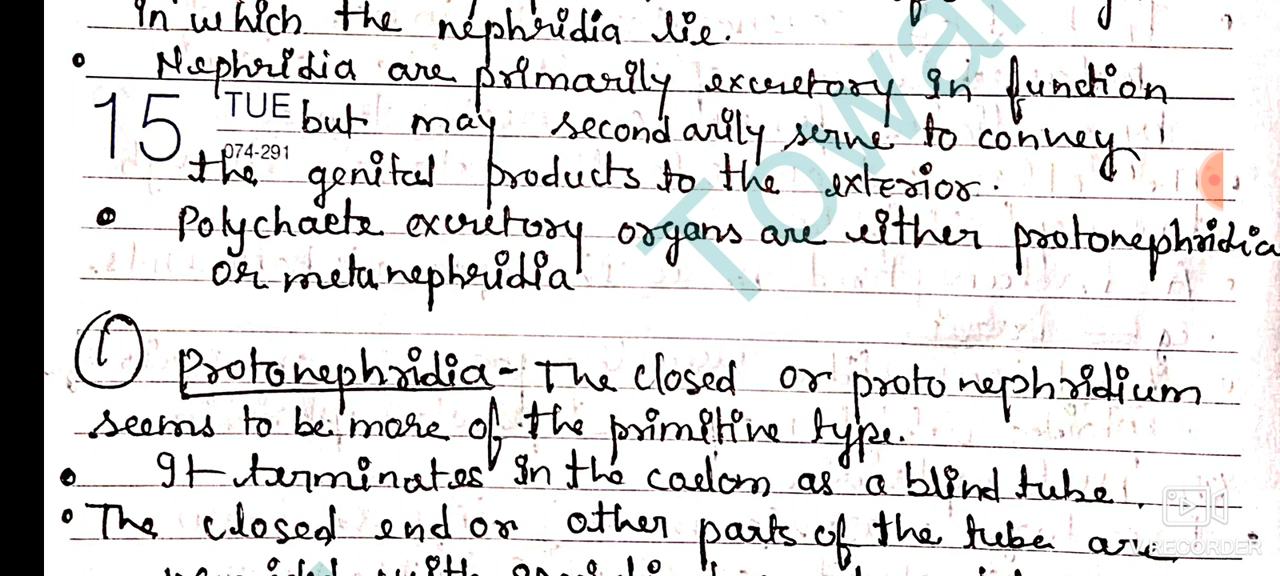 in which the nephridia lie.
• Nephridia are primarily excretory in function
15 TUE but may secondarily serve to convey
074-291
the genital products to the exterior.
• Polychaete excretory organs are either protonephridia
or metanephridia
① Protonephridia - The closed or protonephridium
seems to be more of the primitive type.
• It terminates in the caelom as a blind tube.
• The closed end or other parts of the tube are
Towar
RECORDER